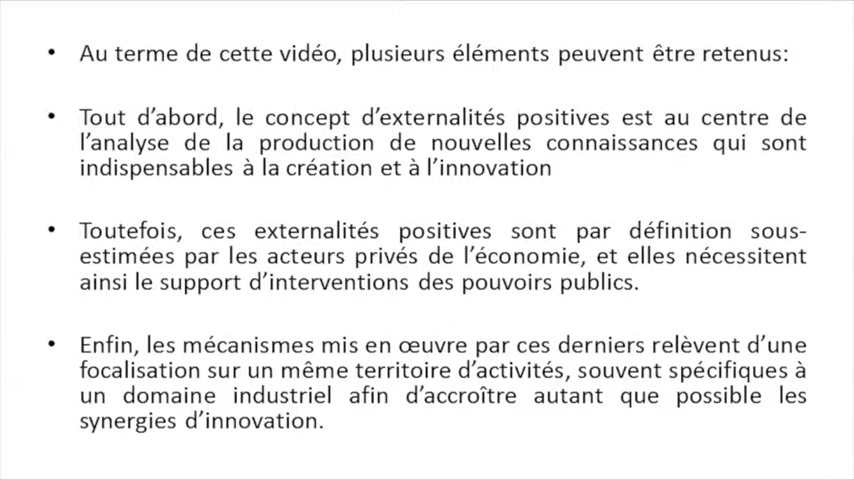 • Au terme de cette vidéo, plusieurs éléments peuvent être retenus:
• Tout d'abord, le concept d'externalités positives est au centre de
l'analyse de la production de nouvelles connaissances qui sont
indispensables à la création et à l'innovation
• Toutefois, ces externalités positives sont par définition sous-
estimées par les acteurs privés de l'économie, et elles nécessitent
ainsi le support d'interventions des pouvoirs publics.
• Enfin, les mécanismes mis en œuvre par ces derniers relèvent d'une
focalisation sur un même territoire d'activités, souvent spécifiques à
un domaine industriel afin d'accroître autant que possible les
synergies d'innovation.